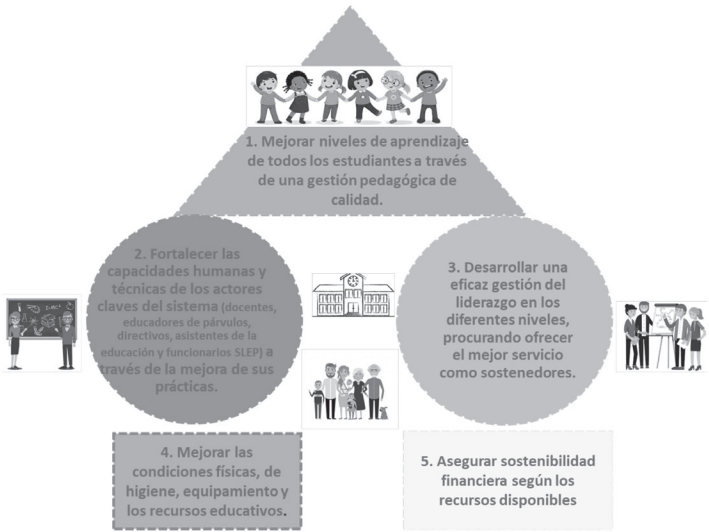 1. Mejorar niveles de aprendizaje
de todos los estudiantes a través
de una gestión pedagógica de
calidad.
2. Fortalecer las
capacidades humanas y
técnicas de los actores
claves del sistema (docentes,
educadores de párvulos,
directivos, asistentes de la
educación y funcionarios SLEP) a
través de la mejora de sus
prácticas.
3. Desarrollar una
eficaz gestión del
liderazgo en los
diferentes niveles,
procurando ofrecer
el mejor servicio
como sostenedores.
4. Mejorar las
condiciones físicas, de
higiene, equipamiento y
los recursos educativos.
5. Asegurar sostenibilidad
financiera según los
recursos disponibles